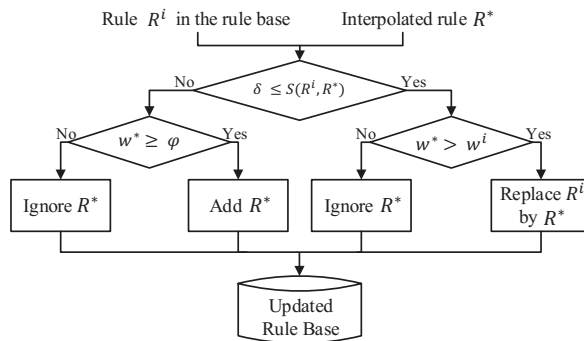 Rule R^i in the rule base
Interpolated rule R*
No
δ ≤ S(R^i, R*)
Yes
No
w* ≥ φ
Yes
No
w* > w^i
Yes
Ignore R*
Add R*
Ignore R*
Replace R^i
by R*
Updated
Rule Base